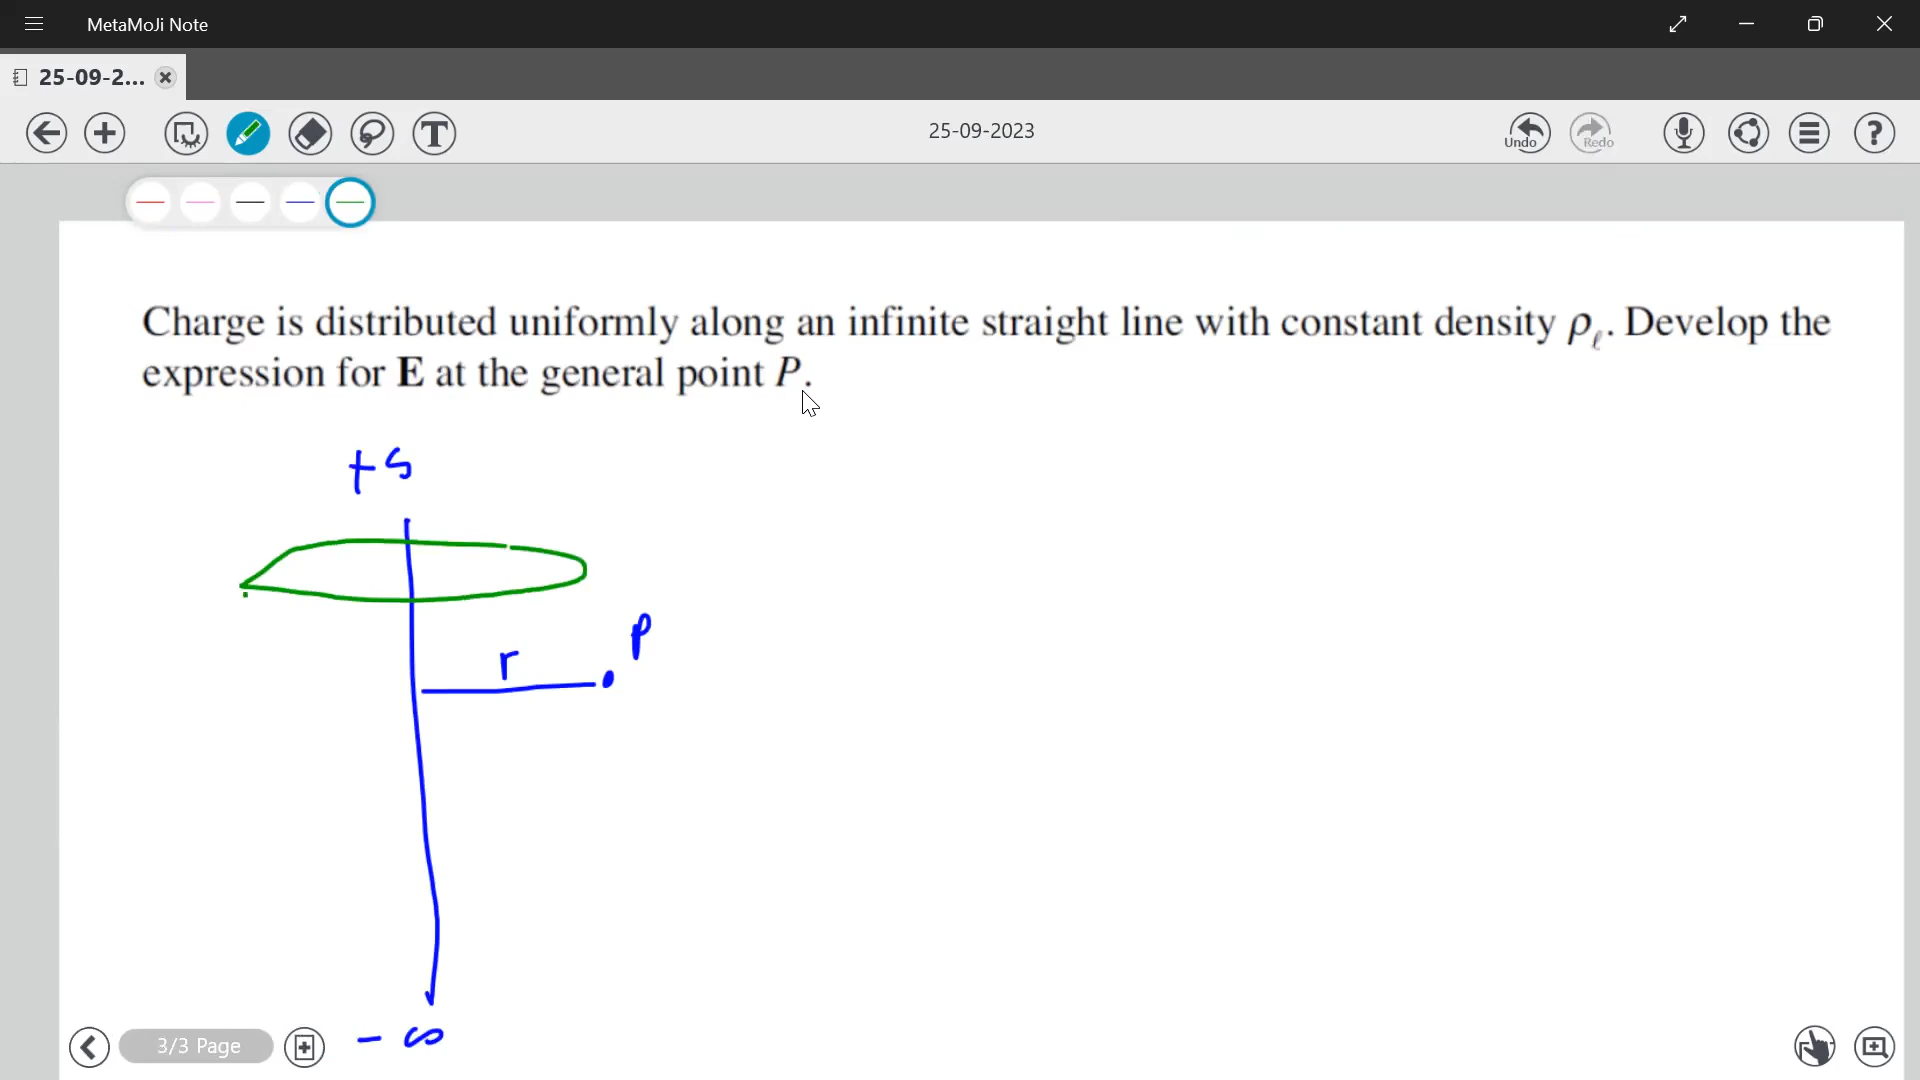 MetaMoJi Note
25-09-2...
25-09-2023
Undo
Redo
Charge is distributed uniformly along an infinite straight line with constant density ρℓ. Develop the
expression for E at the general point P.
r
P
- ∞
3/3 Page